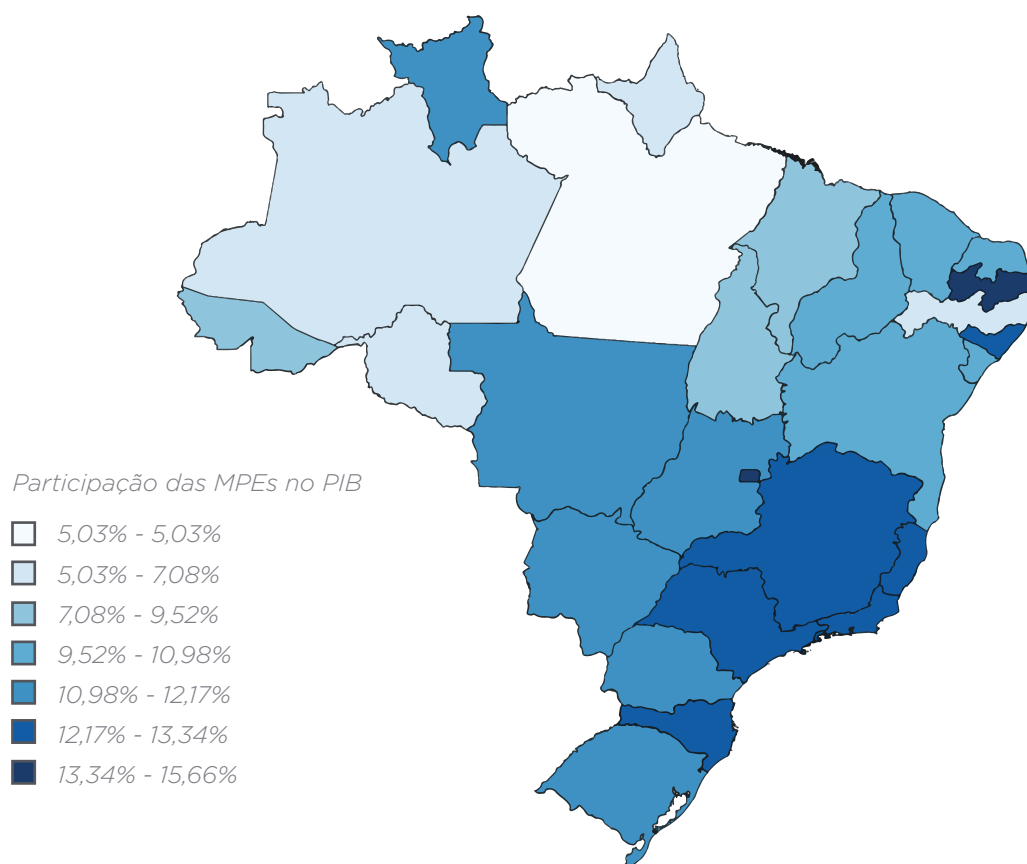 Participação das MPEs no PIB
5,03% - 5,03%
5,03% - 7,08%
7,08% - 9,52%
9,52% - 10,98%
10,98% - 12,17%
12,17% - 13,34%
13,34% - 15,66%